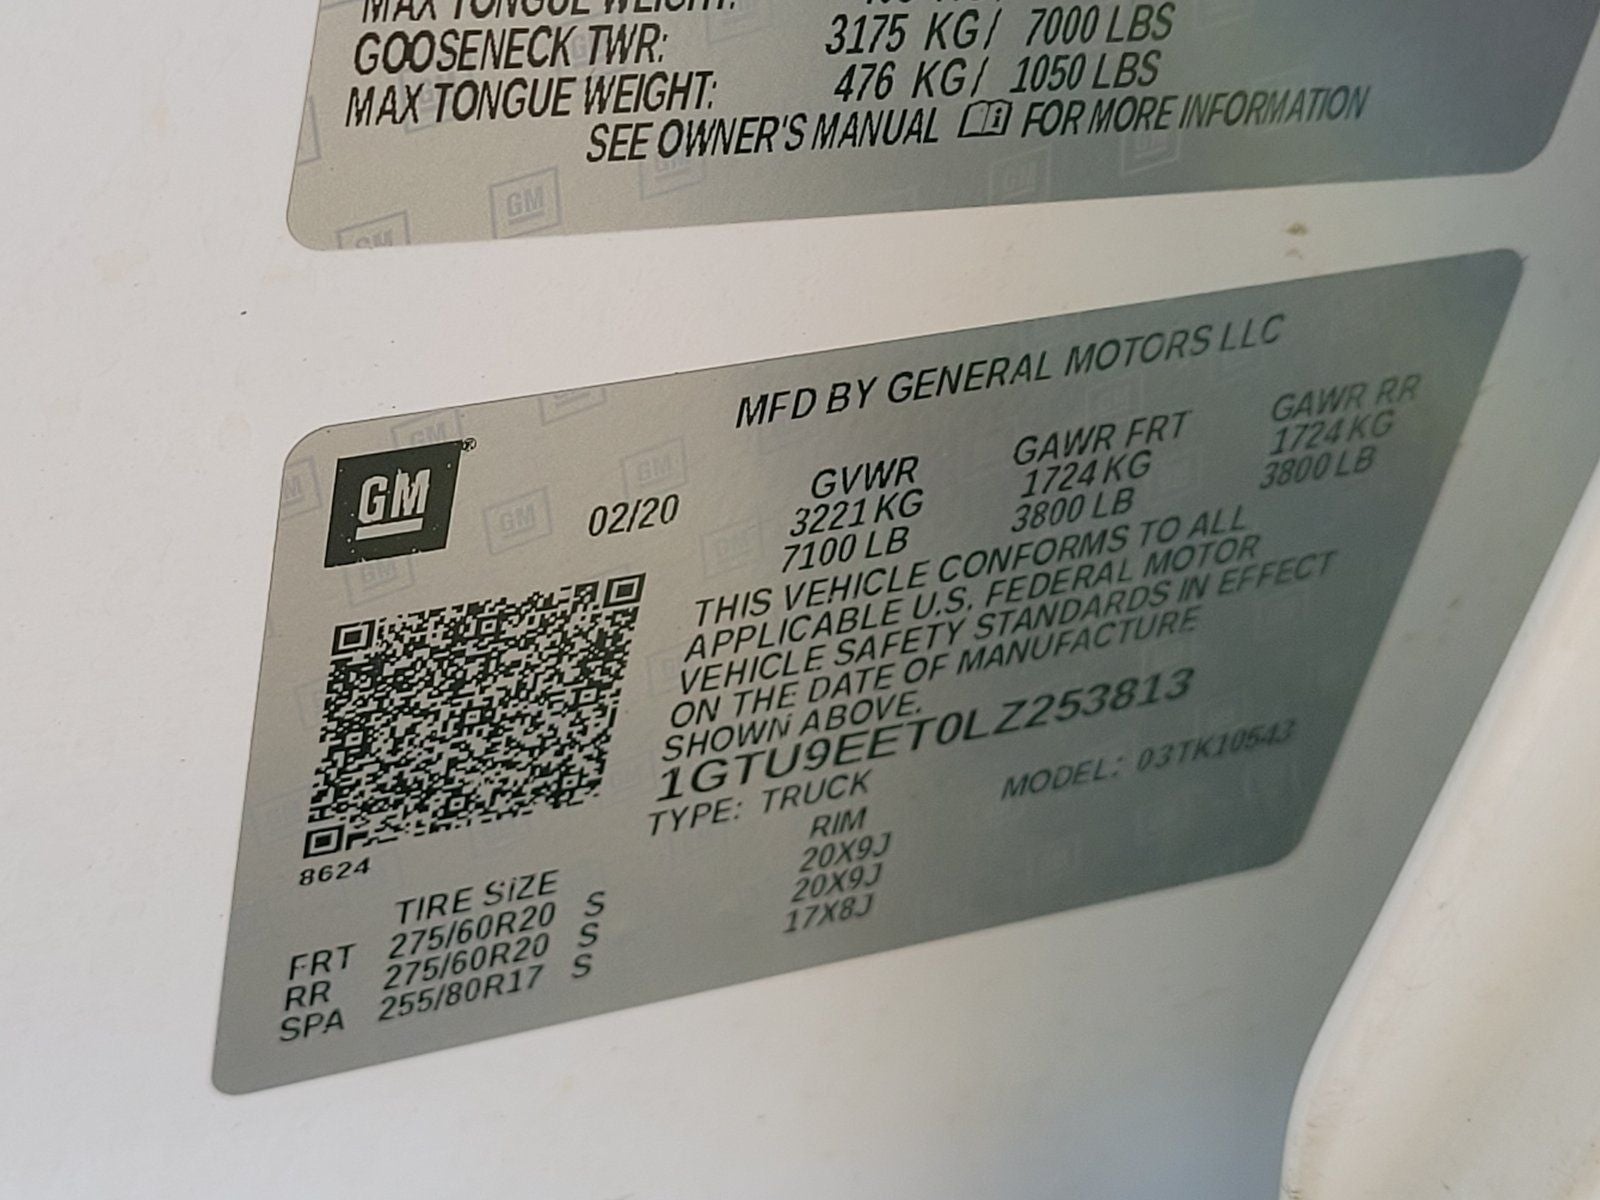 MAX TONGUE WEIGHT:
GOOSENECK TWR: 3175 KG/ 7000 LBS
MAX TONGUE WEIGHT: 476 KG/ 1050 LBS
SEE OWNER'S MANUAL FOR MORE INFORMATION
MFD BY GENERAL MOTORS LLC
GM®
02/20
GVWR GAWR FRT GAWR RR
3221 KG 1724 KG 1724 KG
7100 LB 3800 LB 3800 LB
THIS VEHICLE CONFORMS TO ALL
APPLICABLE U.S. FEDERAL MOTOR
VEHICLE SAFETY STANDARDS IN EFFECT
ON THE DATE OF MANUFACTURE
SHOWN ABOVE.
1GTU9EET0LZ253813
TYPE: TRUCK MODEL: 03TK10543
8624
TIRE SIZE RIM
FRT 275/60R20 S 20X9J
RR 275/60R20 S 20X9J
SPA 255/80R17 S 17X8J